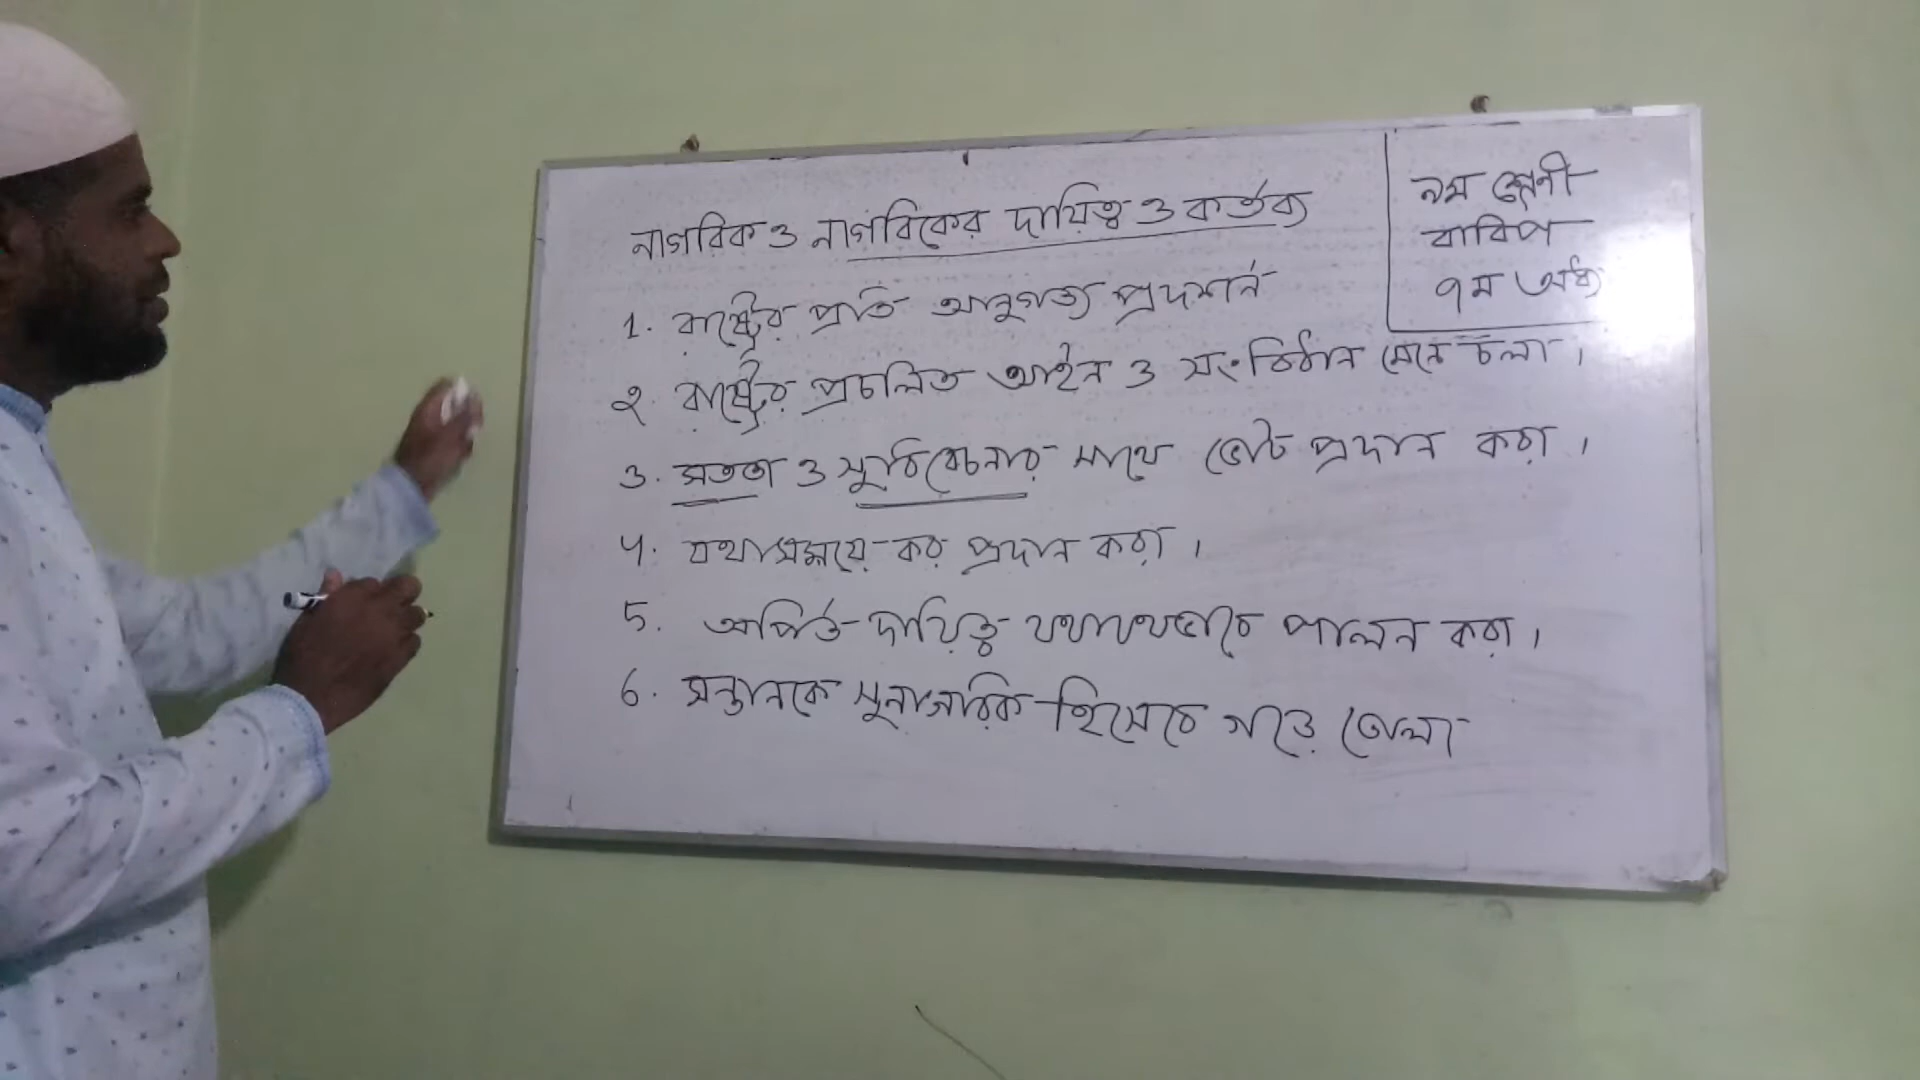 নাগরিক ও নাগরিকের দায়িত্ব ও কর্তব্য
৯ম শ্রেণী
বাবিপ
৭ম অধ্যা
1. রাষ্ট্রের প্রতি আনুগত্য প্রদর্শন
২. রাষ্ট্রের প্রচলিত আইন ও সংবিধান মেনে চলা।
৩. সততা ও সুবিবেচনার সাথে ভোট প্রদান করা।
4. যথাসময়ে কর প্রদান করা।
5. অর্পিত দায়িত্ব যথাযথভাবে পালন করা।
6. সন্তানকে সুনাগরিক হিসেবে গড়ে তোলা